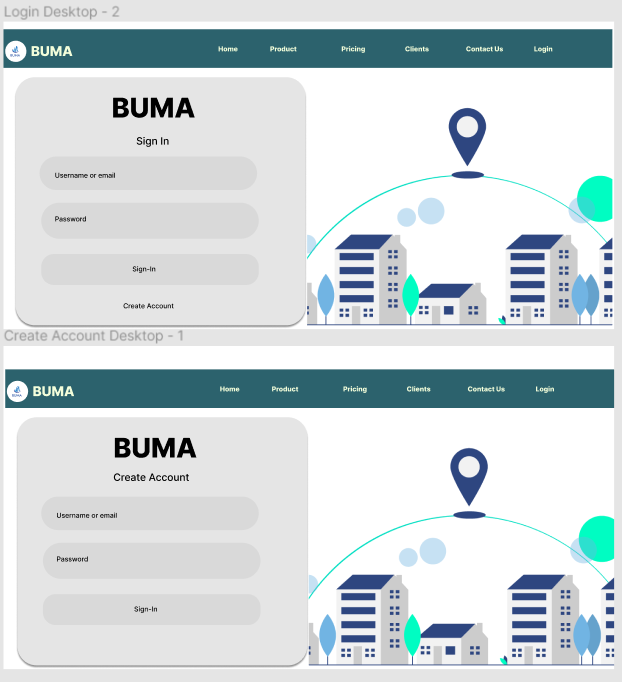 Login Desktop - 2
BUMA BUMA Home Product Pricing Clients Contact Us Login
BUMA
Sign In
Username or email
Password
Sign-In
Create Account
Create Account Desktop - 1
BUMA BUMA Home Product Pricing Clients Contact Us Login
BUMA
Create Account
Username or email
Password
Sign-In